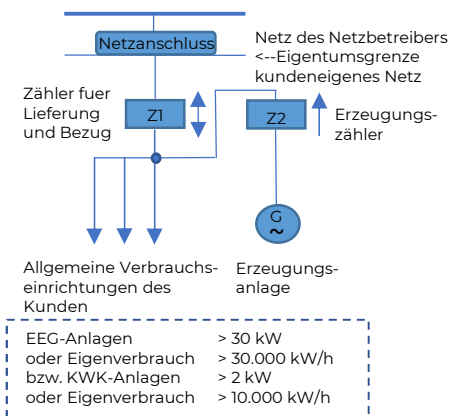 Netzanschluss
Netz des Netzbetreibers
<--Eigentumsgrenze
kundeneigenes Netz
Zähler fuer
Lieferung
und Bezug
Z1
Z2
Erzeugungs-
zähler
G
~
Allgemeine Verbrauchs-
einrichtungen des
Kunden
Erzeugungs-
anlage
EEG-Anlagen > 30 kW
oder Eigenverbrauch > 30.000 kW/h
bzw. KWK-Anlagen > 2 kW
oder Eigenverbrauch > 10.000 kW/h